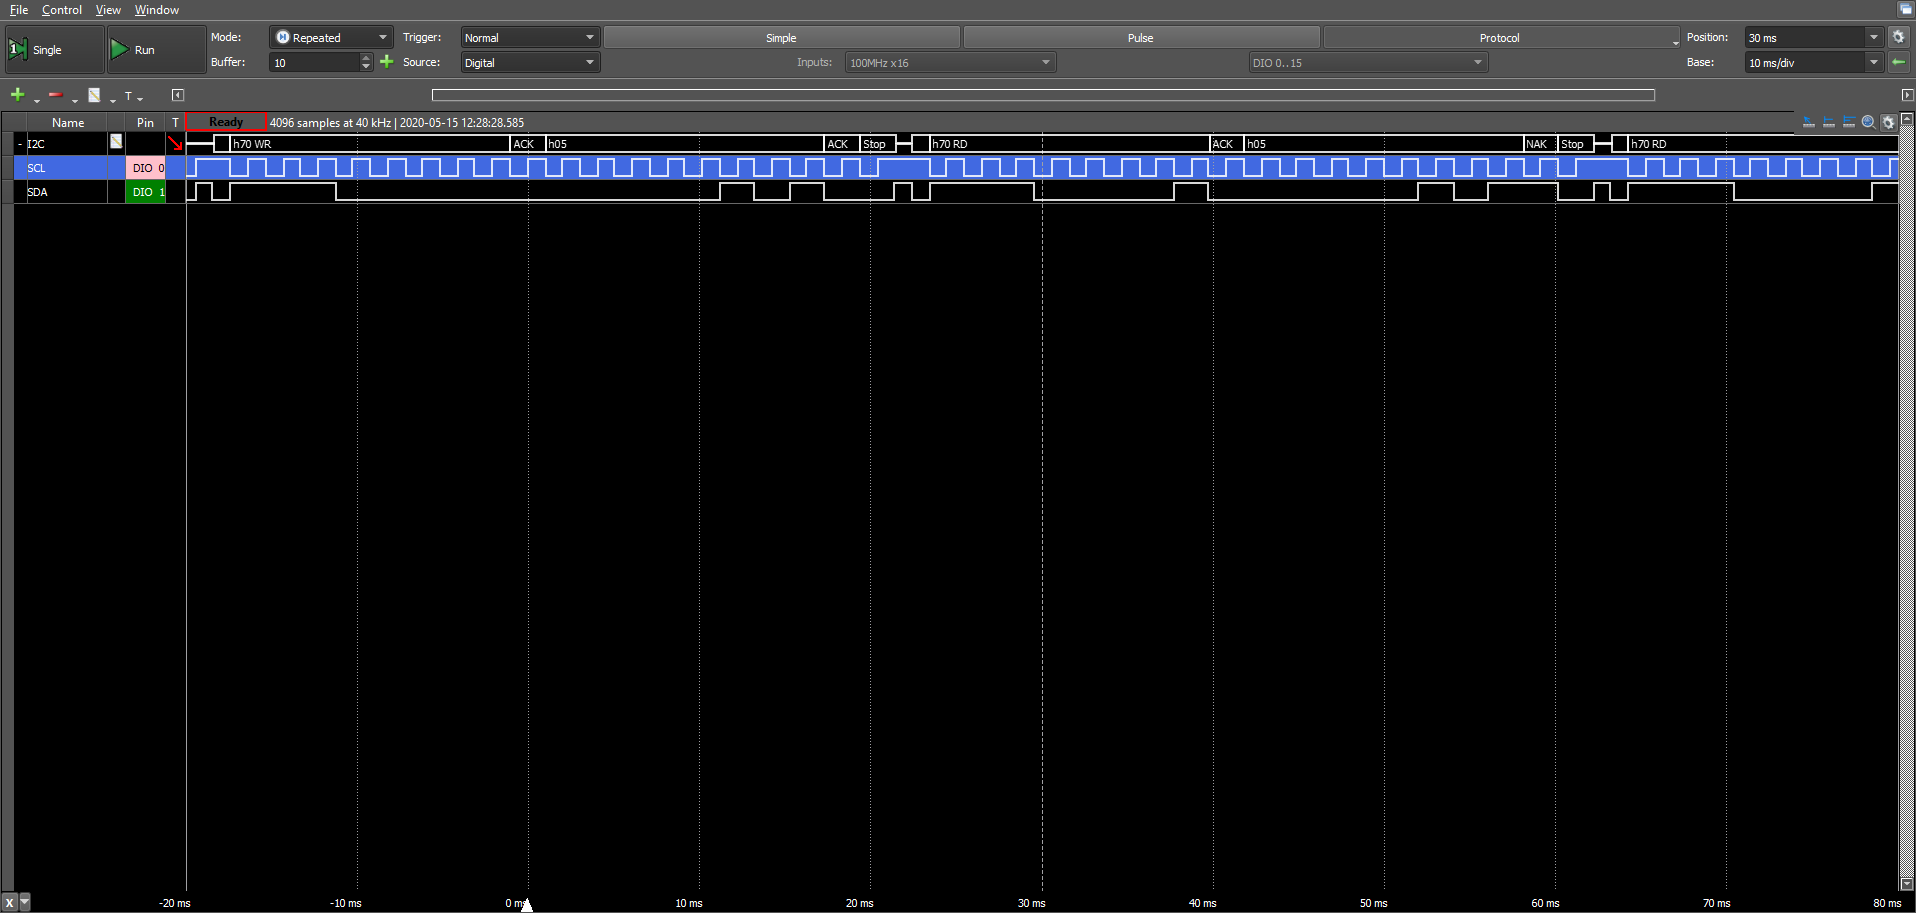 File Control View Window
1 Single Run Mode: Repeated Trigger: Normal Simple Pulse Protocol Position: 30 ms
Buffer: 10 Source: Digital Inputs: 100MHz x16 DIO 0..15 Base: 10 ms/div
T
Name Pin T Ready 4096 samples at 40 kHz | 2020-05-15 12:28:28.585
- I2C h70 WR ACK h05 ACK Stop h70 RD ACK h05 NAK Stop h70 RD
SCL DIO 0
SDA DIO 1
X -20 ms -10 ms 0 ms 10 ms 20 ms 30 ms 40 ms 50 ms 60 ms 70 ms 80 ms